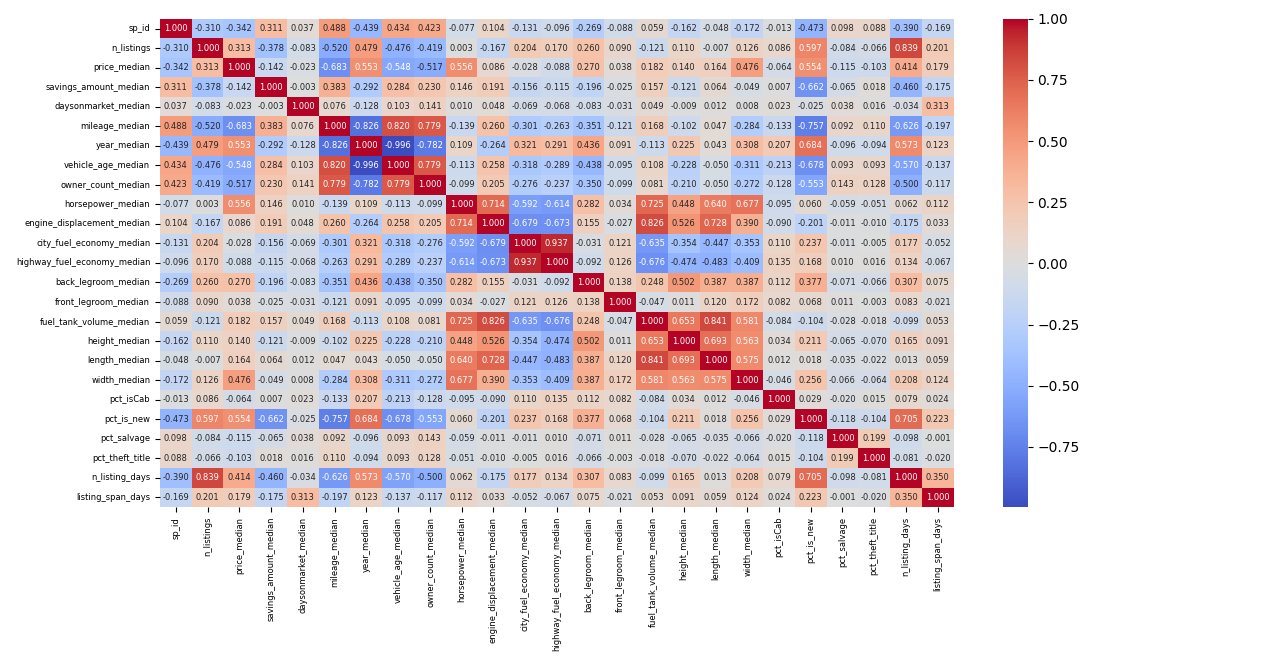 sp_id 1.000 -0.310 -0.342 0.311 0.037 0.488 -0.439 0.434 0.423 -0.077 0.104 -0.131 -0.096 -0.269 -0.088 0.059 -0.162 -0.048 -0.172 -0.013 -0.473 0.098 0.088 -0.390 -0.169
n_listings -0.310 1.000 0.313 -0.378 -0.083 -0.520 0.479 -0.476 -0.419 0.003 -0.167 0.204 0.170 0.260 0.090 -0.121 0.110 -0.007 0.126 0.086 0.597 -0.084 -0.066 0.839 0.201
price_median -0.342 0.313 1.000 -0.142 -0.023 -0.683 0.553 -0.548 -0.517 0.556 0.086 -0.028 -0.088 0.270 0.038 0.182 0.140 0.164 0.476 -0.064 0.554 -0.115 -0.103 0.414 0.179
savings_amount_median 0.311 -0.378 -0.142 1.000 -0.003 0.383 -0.292 0.284 0.230 0.146 0.191 -0.156 -0.115 -0.196 -0.025 0.157 -0.121 0.064 -0.049 0.007 -0.662 -0.065 0.018 -0.460 -0.175
daysonmarket_median 0.037 -0.083 -0.023 -0.003 1.000 0.076 -0.128 0.103 0.141 0.010 0.048 -0.069 -0.068 -0.083 -0.031 0.049 -0.009 0.012 0.008 0.023 -0.025 0.038 0.016 -0.034 0.313
mileage_median 0.488 -0.520 -0.683 0.383 0.076 1.000 -0.826 0.820 0.779 -0.139 0.260 -0.301 -0.263 -0.351 -0.121 0.168 -0.102 0.047 -0.284 -0.133 -0.757 0.092 0.110 -0.626 -0.197
year_median -0.439 0.479 0.553 -0.292 -0.128 -0.826 1.000 -0.996 -0.782 0.109 -0.264 0.321 0.291 0.436 0.091 -0.113 0.225 0.043 0.308 0.207 0.684 -0.096 -0.094 0.573 0.123
vehicle_age_median 0.434 -0.476 -0.548 0.284 0.103 0.820 -0.996 1.000 0.779 -0.113 0.258 -0.318 -0.289 -0.438 -0.095 0.108 -0.228 -0.050 -0.311 -0.213 -0.678 0.093 0.093 -0.570 -0.137
owner_count_median 0.423 -0.419 -0.517 0.230 0.141 0.779 -0.782 0.779 1.000 -0.099 0.205 -0.276 -0.237 -0.350 -0.099 0.081 -0.210 -0.050 -0.272 -0.128 -0.553 0.143 0.128 -0.500 -0.117
horsepower_median -0.077 0.003 0.556 0.146 0.010 -0.139 0.109 -0.113 -0.099 1.000 0.714 -0.592 -0.614 0.282 0.034 0.725 0.448 0.640 0.677 -0.095 0.060 -0.059 -0.051 0.062 0.112
engine_displacement_median 0.104 -0.167 0.086 0.191 0.048 0.260 -0.264 0.258 0.205 0.714 1.000 -0.679 -0.673 0.155 -0.027 0.826 0.526 0.728 0.390 -0.090 -0.201 -0.011 -0.010 -0.175 0.033
city_fuel_economy_median -0.131 0.204 -0.028 -0.156 -0.069 -0.301 0.321 -0.318 -0.276 -0.592 -0.679 1.000 0.937 -0.031 0.121 -0.635 -0.354 -0.447 -0.353 0.110 0.237 -0.011 -0.005 0.177 -0.052
highway_fuel_economy_median -0.096 0.170 -0.088 -0.115 -0.068 -0.263 0.291 -0.289 -0.237 -0.614 -0.673 0.937 1.000 -0.092 0.126 -0.676 -0.474 -0.483 -0.409 0.135 0.168 0.010 0.016 0.134 -0.067
back_legroom_median -0.269 0.260 0.270 -0.196 -0.083 -0.351 0.436 -0.438 -0.350 0.282 0.155 -0.031 -0.092 1.000 0.138 0.248 0.502 0.387 0.387 0.112 0.377 -0.071 -0.066 0.307 0.075
front_legroom_median -0.088 0.090 0.038 -0.025 -0.031 -0.121 0.091 -0.095 -0.099 0.034 -0.027 0.121 0.126 0.138 1.000 -0.047 0.011 0.120 0.172 0.082 0.068 0.011 -0.003 0.083 -0.021
fuel_tank_volume_median 0.059 -0.121 0.182 0.157 0.049 0.168 -0.113 0.108 0.081 0.725 0.826 -0.635 -0.676 0.248 -0.047 1.000 0.653 0.841 0.581 -0.084 -0.104 -0.028 -0.018 -0.099 0.053
height_median -0.162 0.110 0.140 -0.121 -0.009 -0.102 0.225 -0.228 -0.210 0.448 0.526 -0.354 -0.474 0.502 0.011 0.653 1.000 0.693 0.563 0.034 0.211 -0.065 -0.070 0.165 0.091
length_median -0.048 -0.007 0.164 0.064 0.012 0.047 0.043 -0.050 -0.050 0.640 0.728 -0.447 -0.483 0.387 0.120 0.841 0.693 1.000 0.575 0.012 0.018 -0.035 -0.022 0.013 0.059
width_median -0.172 0.126 0.476 -0.049 0.008 -0.284 0.308 -0.311 -0.272 0.677 0.390 -0.353 -0.409 0.387 0.172 0.581 0.563 0.575 1.000 -0.046 0.256 -0.066 -0.064 0.208 0.124
pct_isCab -0.013 0.086 -0.064 0.007 0.023 -0.133 0.207 -0.213 -0.128 -0.095 -0.090 0.110 0.135 0.112 0.082 -0.084 0.034 0.012 -0.046 1.000 0.029 -0.020 0.015 0.079 0.024
pct_is_new -0.473 0.597 0.554 -0.662 -0.025 -0.757 0.684 -0.678 -0.553 0.060 -0.201 0.237 0.168 0.377 0.068 -0.104 0.211 0.018 0.256 0.029 1.000 -0.118 -0.104 0.705 0.223
pct_salvage 0.098 -0.084 -0.115 -0.065 0.038 0.092 -0.096 0.093 0.143 -0.059 -0.011 -0.011 0.010 -0.071 0.011 -0.028 -0.065 -0.035 -0.066 -0.020 -0.118 1.000 0.199 -0.098 -0.001
pct_theft_title 0.088 -0.066 -0.103 0.018 0.016 0.110 -0.094 0.093 0.128 -0.051 -0.010 -0.005 0.016 -0.066 -0.003 -0.018 -0.070 -0.022 -0.064 0.015 -0.104 0.199 1.000 -0.081 -0.020
n_listing_days -0.390 0.839 0.414 -0.460 -0.034 -0.626 0.573 -0.570 -0.500 0.062 -0.175 0.177 0.134 0.307 0.083 -0.099 0.165 0.013 0.208 0.079 0.705 -0.098 -0.081 1.000 0.350
listing_span_days -0.169 0.201 0.179 -0.175 0.313 -0.197 0.123 -0.137 -0.117 0.112 0.033 -0.052 -0.067 0.075 -0.021 0.053 0.091 0.059 0.124 0.024 0.223 -0.001 -0.020 0.350 1.000
sp_id
n_listings
price_median
savings_amount_median
daysonmarket_median
mileage_median
year_median
vehicle_age_median
owner_count_median
horsepower_median
engine_displacement_median
city_fuel_economy_median
highway_fuel_economy_median
back_legroom_median
front_legroom_median
fuel_tank_volume_median
height_median
length_median
width_median
pct_isCab
pct_is_new
pct_salvage
pct_theft_title
n_listing_days
listing_span_days
1.00
0.75
0.50
0.25
0.00
−0.25
−0.50
−0.75